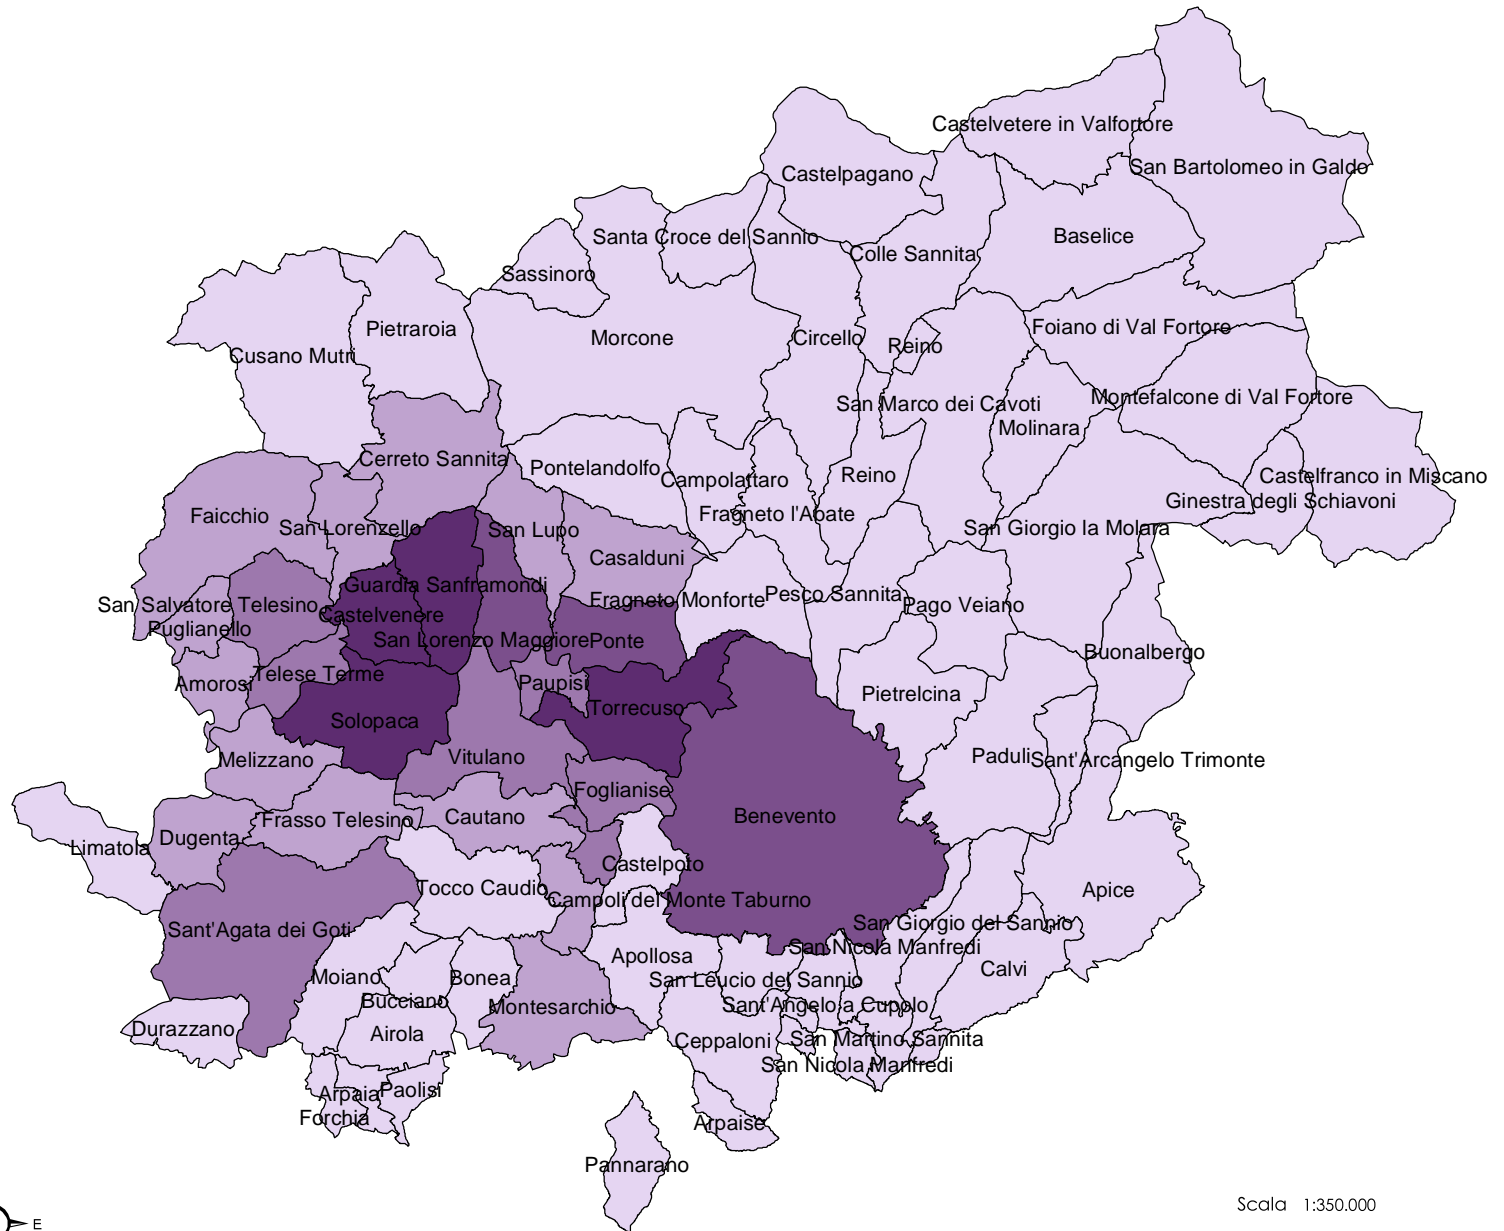 Castelvetere in Valfortore
San Bartolomeo in Galdo
Castelpagano
Baselice
Santa Croce del Sannio
Colle Sannita
Sassinoro
Foiano di Val Fortore
Pietraroia
Morcone
Circello
Reino
Cusano Mutri
Montefalcone di Val Fortore
San Marco dei Cavoti
Molinara
Cerreto Sannita
Pontelandolfo
Campolattaro
Reino
Castelfranco in Miscano
Ginestra degli Schiavoni
Faicchio
San Lorenzello
San Lupo
Fragneto l'Abate
San Giorgio la Molara
Casalduni
Guardia Sanframondi
San Salvatore Telesino
Castelvenere
Fragneto Monforte
Pesco Sannita
Pago Veiano
Puglianello
San Lorenzo Maggiore
Ponte
Buonalbergo
Amorosi
Telese Terme
Paupisi
Pietrelcina
Solopaca
Torrecuso
Melizzano
Vitulano
Paduli
Sant'Arcangelo Trimonte
Foglianise
Benevento
Limatola
Dugenta
Frasso Telesino
Cautano
Castelpoto
Tocco Caudio
Campoli del Monte Taburno
Apice
Sant'Agata dei Goti
San Giorgio del Sannio
San Nicola Manfredi
Moiano
Bonea
Apollosa
San Leucio del Sannio
Calvi
Bucciano
Montesarchio
Sant'Angelo a Cupolo
Durazzano
Airola
Ceppaloni
San Martino Sannita
San Nicola Manfredi
Arpaia
Paolisi
Forchia
Arpaise
Pannarano
Scala 1:350.000
E